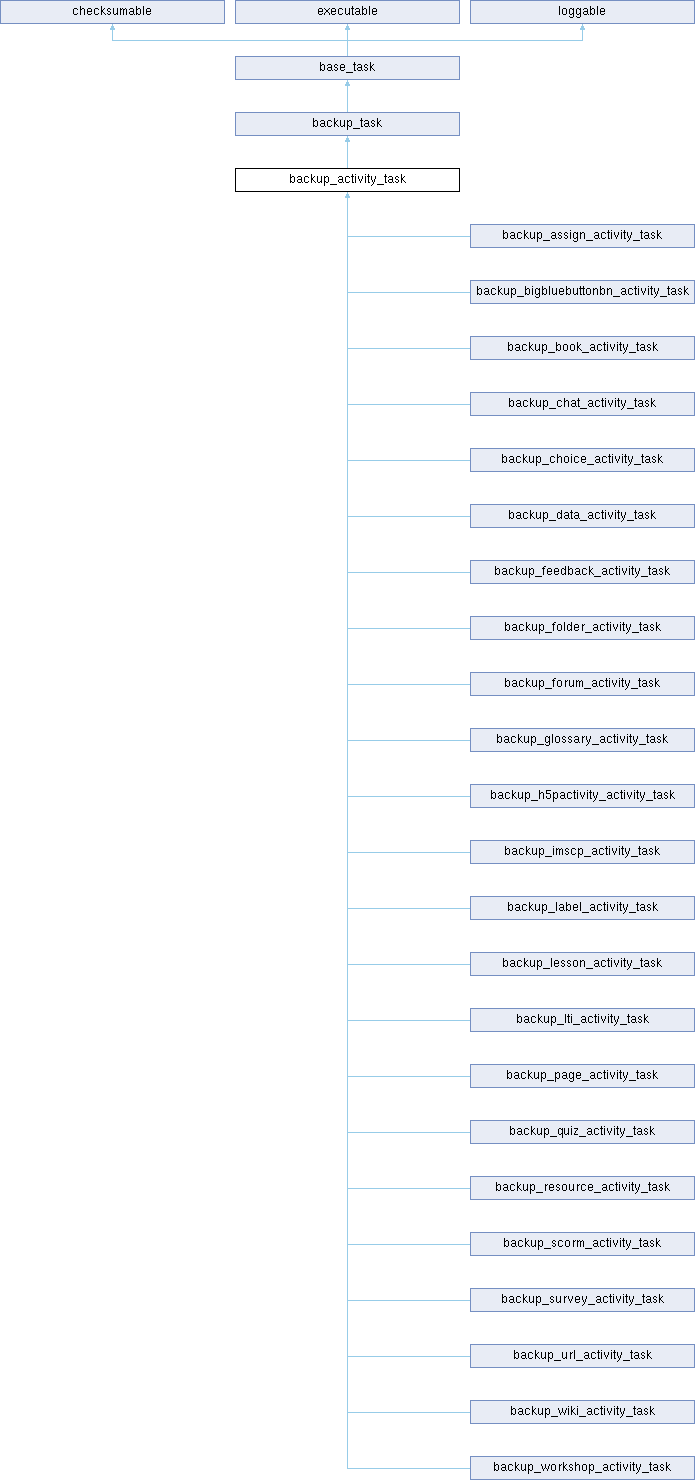 checksumable executable loggable
base_task
backup_task
backup_activity_task
backup_assign_activity_task
backup_bigbluebuttonbn_activity_task
backup_book_activity_task
backup_chat_activity_task
backup_choice_activity_task
backup_data_activity_task
backup_feedback_activity_task
backup_folder_activity_task
backup_forum_activity_task
backup_glossary_activity_task
backup_h5pactivity_activity_task
backup_imscp_activity_task
backup_label_activity_task
backup_lesson_activity_task
backup_lti_activity_task
backup_page_activity_task
backup_quiz_activity_task
backup_resource_activity_task
backup_scorm_activity_task
backup_survey_activity_task
backup_url_activity_task
backup_wiki_activity_task
backup_workshop_activity_task